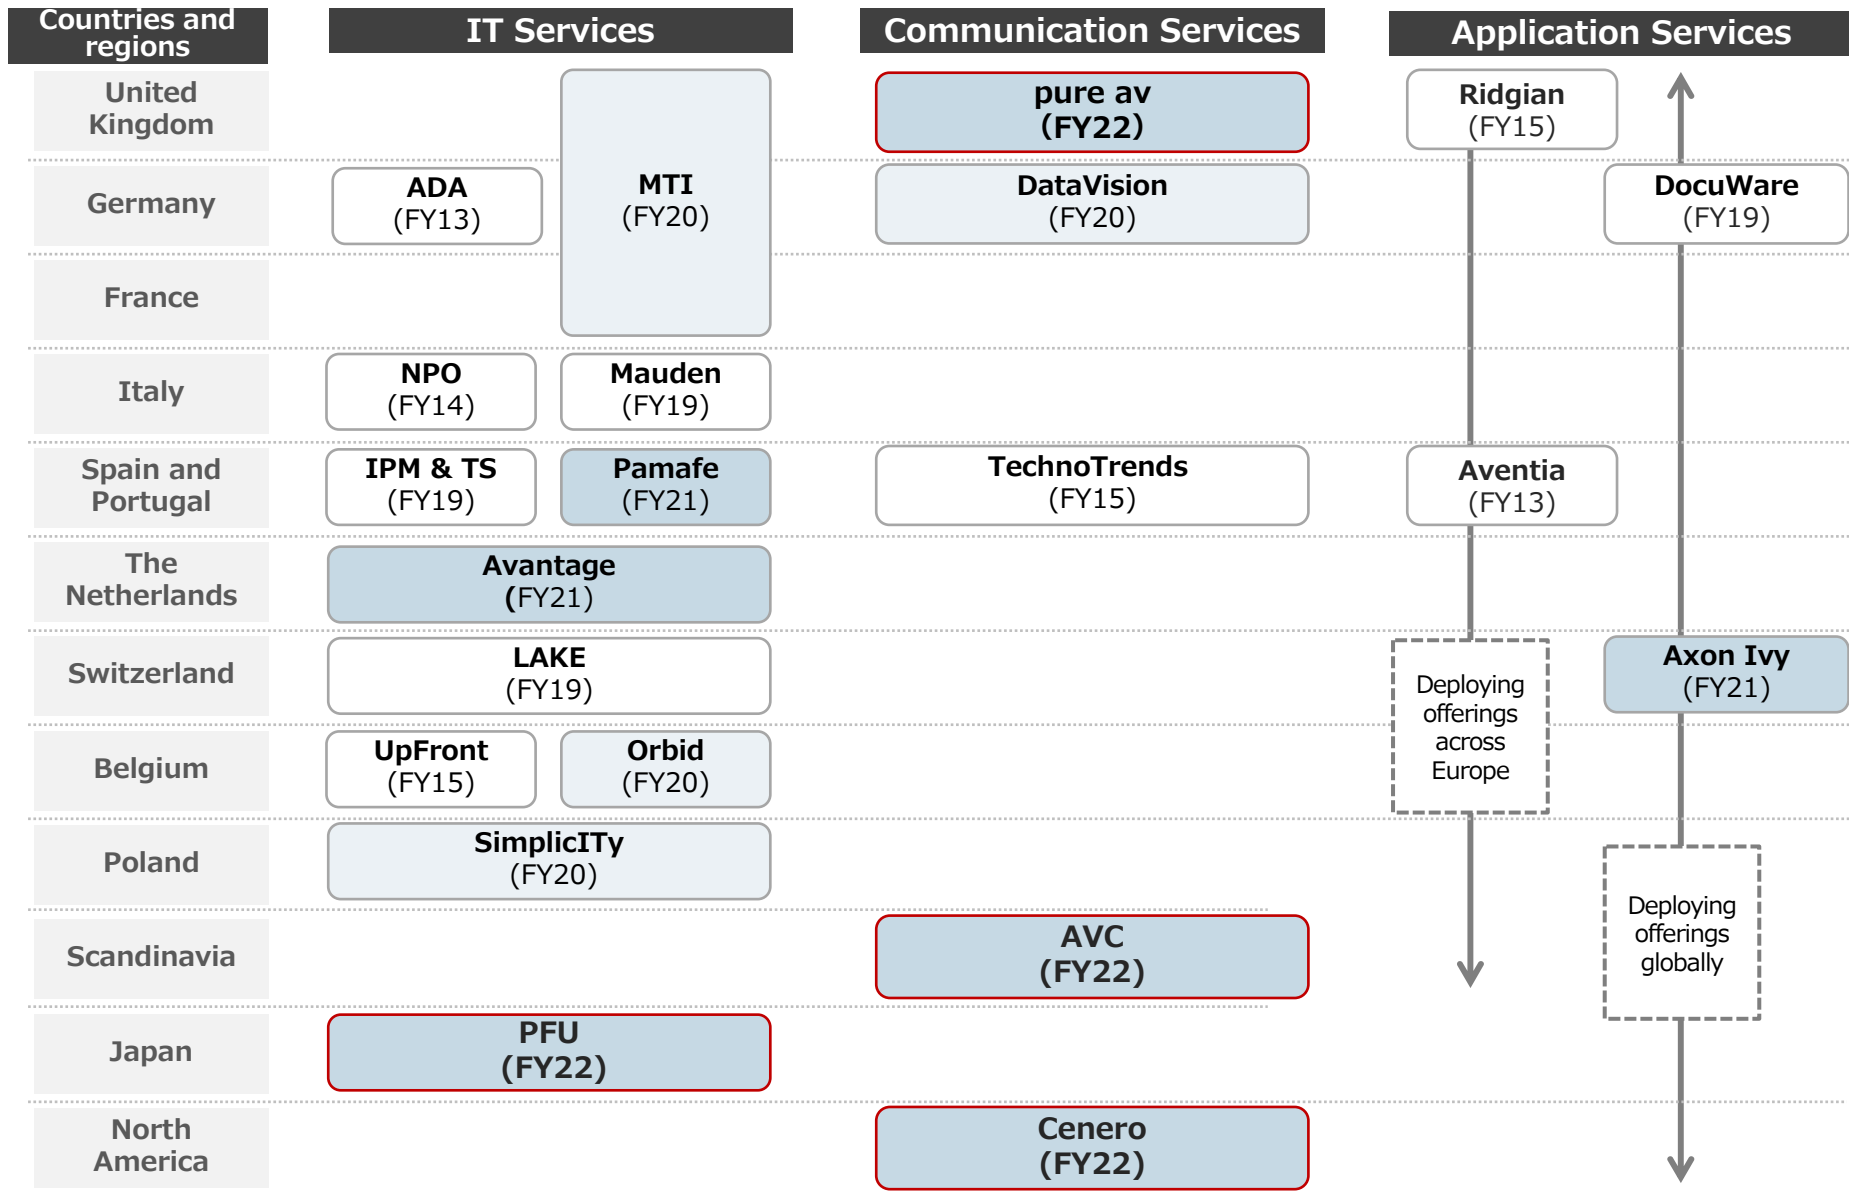 Countries and
regions
IT Services
Communication Services
Application Services
United
Kingdom
pure av
(FY22)
Ridgian
(FY15)
Germany
ADA
(FY13)
MTI
(FY20)
DataVision
(FY20)
DocuWare
(FY19)
France
Italy
NPO
(FY14)
Mauden
(FY19)
Spain and
Portugal
IPM & TS
(FY19)
Pamafe
(FY21)
TechnoTrends
(FY15)
Aventia
(FY13)
The
Netherlands
Avantage
(FY21)
Switzerland
LAKE
(FY19)
Deploying
offerings
across
Europe
Axon Ivy
(FY21)
Belgium
UpFront
(FY15)
Orbid
(FY20)
Poland
SimplicITy
(FY20)
Deploying
offerings
globally
Scandinavia
AVC
(FY22)
Japan
PFU
(FY22)
North
America
Cenero
(FY22)